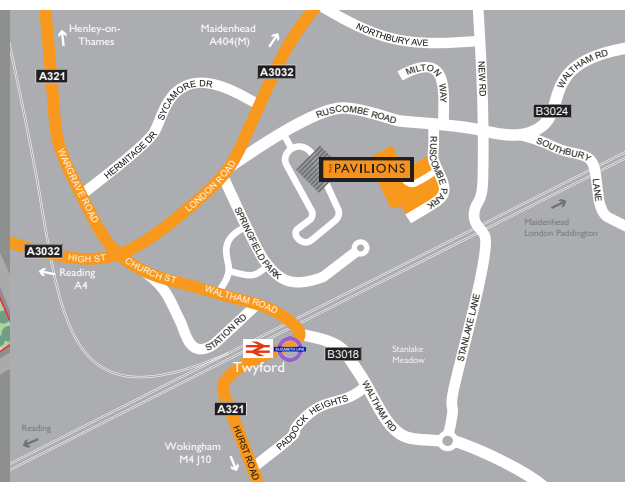 Henley-on-
Thames
Maidenhead
A404(M)
NORTHBURY AVE
A321
A3032
MILTON
WAY
NEW RD
WALTHAM RD
B3024
SYCAMORE DR
HERMITAGE DR
RUSCOMBE ROAD
SOUTHBURY
LANE
WARGRAVE ROAD
LONDON ROAD
THE PAVILIONS
RUSCOMBE
PARK
SPRINGFIELD PARK
Maidenhead
London Paddington
A3032
HIGH ST
CHURCH ST
Reading
A4
WALTHAM ROAD
STATION RD
ELIZABETH LINE
Twyford
B3018
Stanlake
Meadow
STANLAKE LANE
A321
PADDOCK HEIGHTS
WALTHAM RD
Reading
HURST ROAD
Wokingham
M4 J10